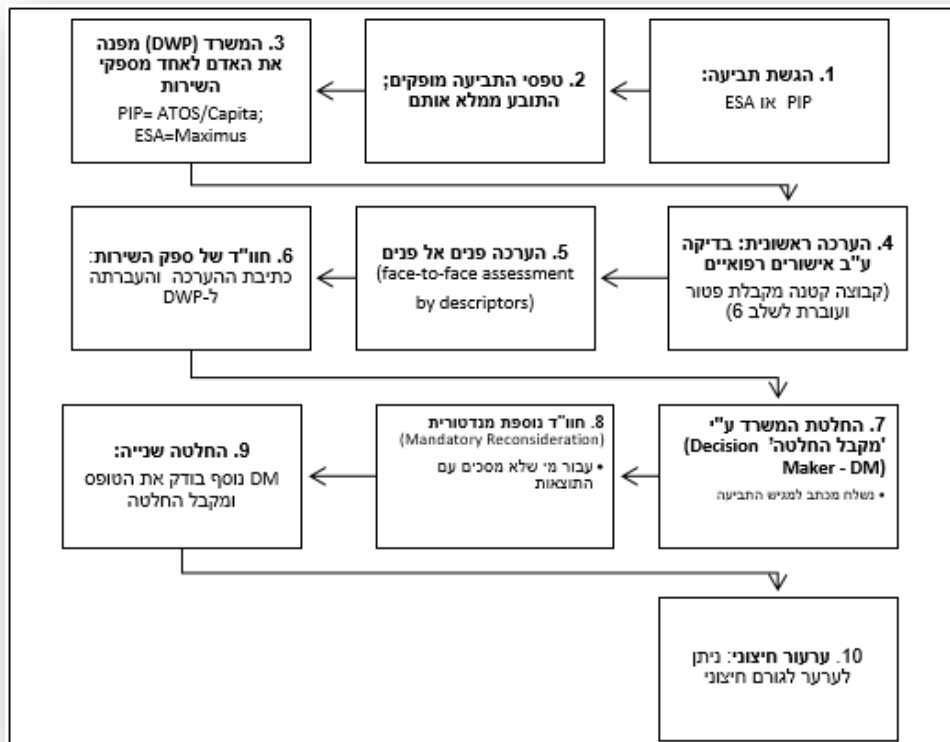 1. הגשת תביעה:
PIP או ESA
2. טפסי התביעה מופקים;
התובע ממלא אותם
3. המשרד (DWP) מפנה
את האדם לאחד מספקי
השירות
PIP= ATOS/Capita;
ESA=Maximus
4. הערכה ראשונית: בדיקה
ע"ב אישורים רפואיים
(קבוצה קטנה מקבלת פטור
ועוברת לשלב 6)
5. הערכה פנים אל פנים
(face-to-face assessment
by descriptors)
6. חוו"ד של ספק השירות:
כתיבת ההערכה והעברתה
ל-DWP
7. החלטת המשרד ע"י
'מקבל החלטה' Decision)
Maker - DM)
• נשלח מכתב למגיש התביעה
8. חוו"ד נוספת מנדטורית
(Mandatory Reconsideration)
• עבור מי שלא מסכים עם
התוצאות
9. החלטה שנייה:
DM נוסף בודק את הטופס
ומקבל החלטה
10. ערעור חיצוני: ניתן
לערער לגורם חיצוני